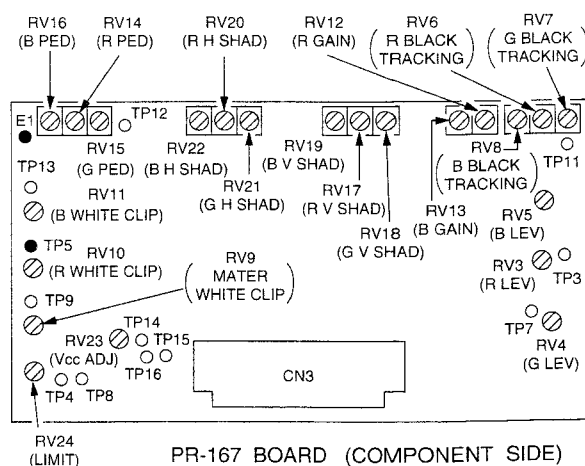 RV16
(B PED)
RV14
(R PED)
RV20
(R H SHAD)
RV12
(R GAIN)
RV6
(R BLACK
TRACKING)
RV7
(G BLACK
TRACKING)
E1
TP12
RV15
(G PED)
RV22
(B H SHAD)
RV19
(B V SHAD)
RV8
(B BLACK
TRACKING)
TP11
TP13
RV11
(B WHITE CLIP)
RV21
(G H SHAD)
RV17
(R V SHAD)
RV18
(G V SHAD)
RV13
(B GAIN)
RV5
(B LEV)
TP5
RV10
(R WHITE CLIP)
RV9
(MATER
WHITE CLIP)
RV3
(R LEV)
TP3
TP9
RV23
(Vcc ADJ)
TP14
TP15
TP16
TP7
RV4
(G LEV)
CN3
TP4
TP8
RV24
(LIMIT)
PR-167 BOARD (COMPONENT SIDE)